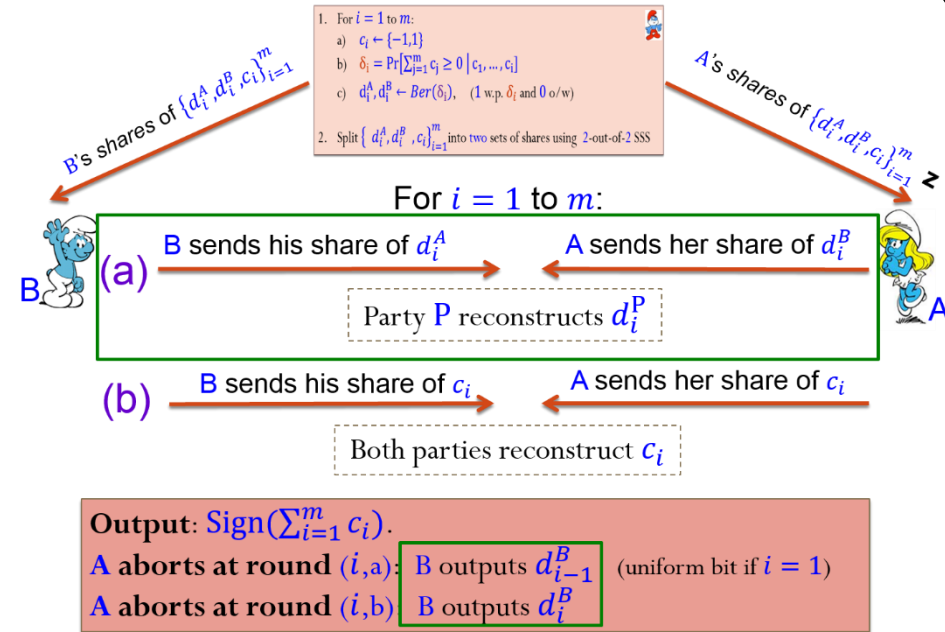 1. For i = 1 to m:
a) c_i ← {−1,1}
b) δ_i = Pr[∑_{j=1}^m c_j ≥ 0 | c_1, ..., c_i]
c) d_i^A, d_i^B ← Ber(δ_i), (1 w.p. δ_i and 0 o/w)
2. Split { d_i^A, d_i^B , c_i}_{i=1}^m into two sets of shares using 2-out-of-2 SSS
B's shares of {d_i^A, d_i^B, c_i}_{i=1}^m
A's shares of {d_i^A, d_i^B, c_i}_{i=1}^m
z
For i = 1 to m:
B
(a)
B sends his share of d_i^A
A sends her share of d_i^B
A
Party P reconstructs d_i^P
(b)
B sends his share of c_i
A sends her share of c_i
Both parties reconstruct c_i
Output: Sign(∑_{i=1}^m c_i).
A aborts at round (i,a): B outputs d_{i−1}^B (uniform bit if i = 1)
A aborts at round (i,b): B outputs d_i^B